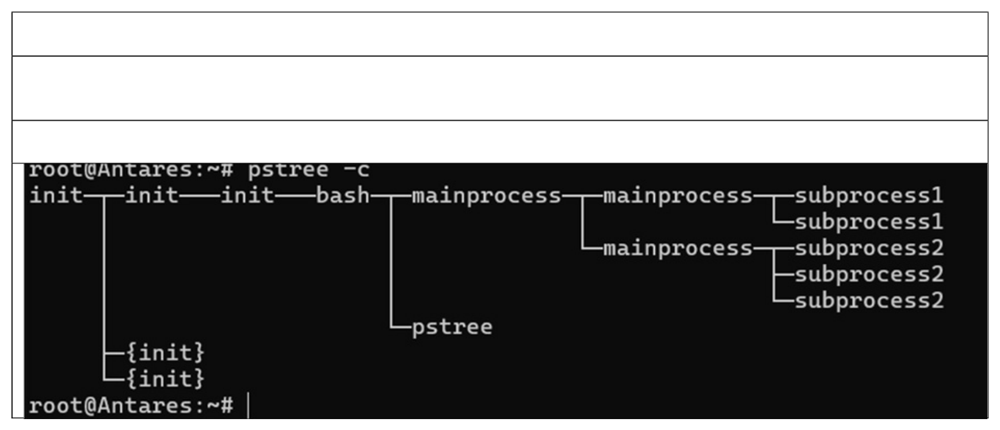 root@Antares:~# pstree -c
init─┬─init───init───bash─┬─mainprocess─┬─mainprocess─┬─subprocess1
     │                    │             │             └─subprocess1
     │                    │             └─mainprocess─┬─subprocess2
     │                    │                           ├─subprocess2
     │                    │                           └─subprocess2
     │                    └─pstree
     ├─{init}
     └─{init}
root@Antares:~#